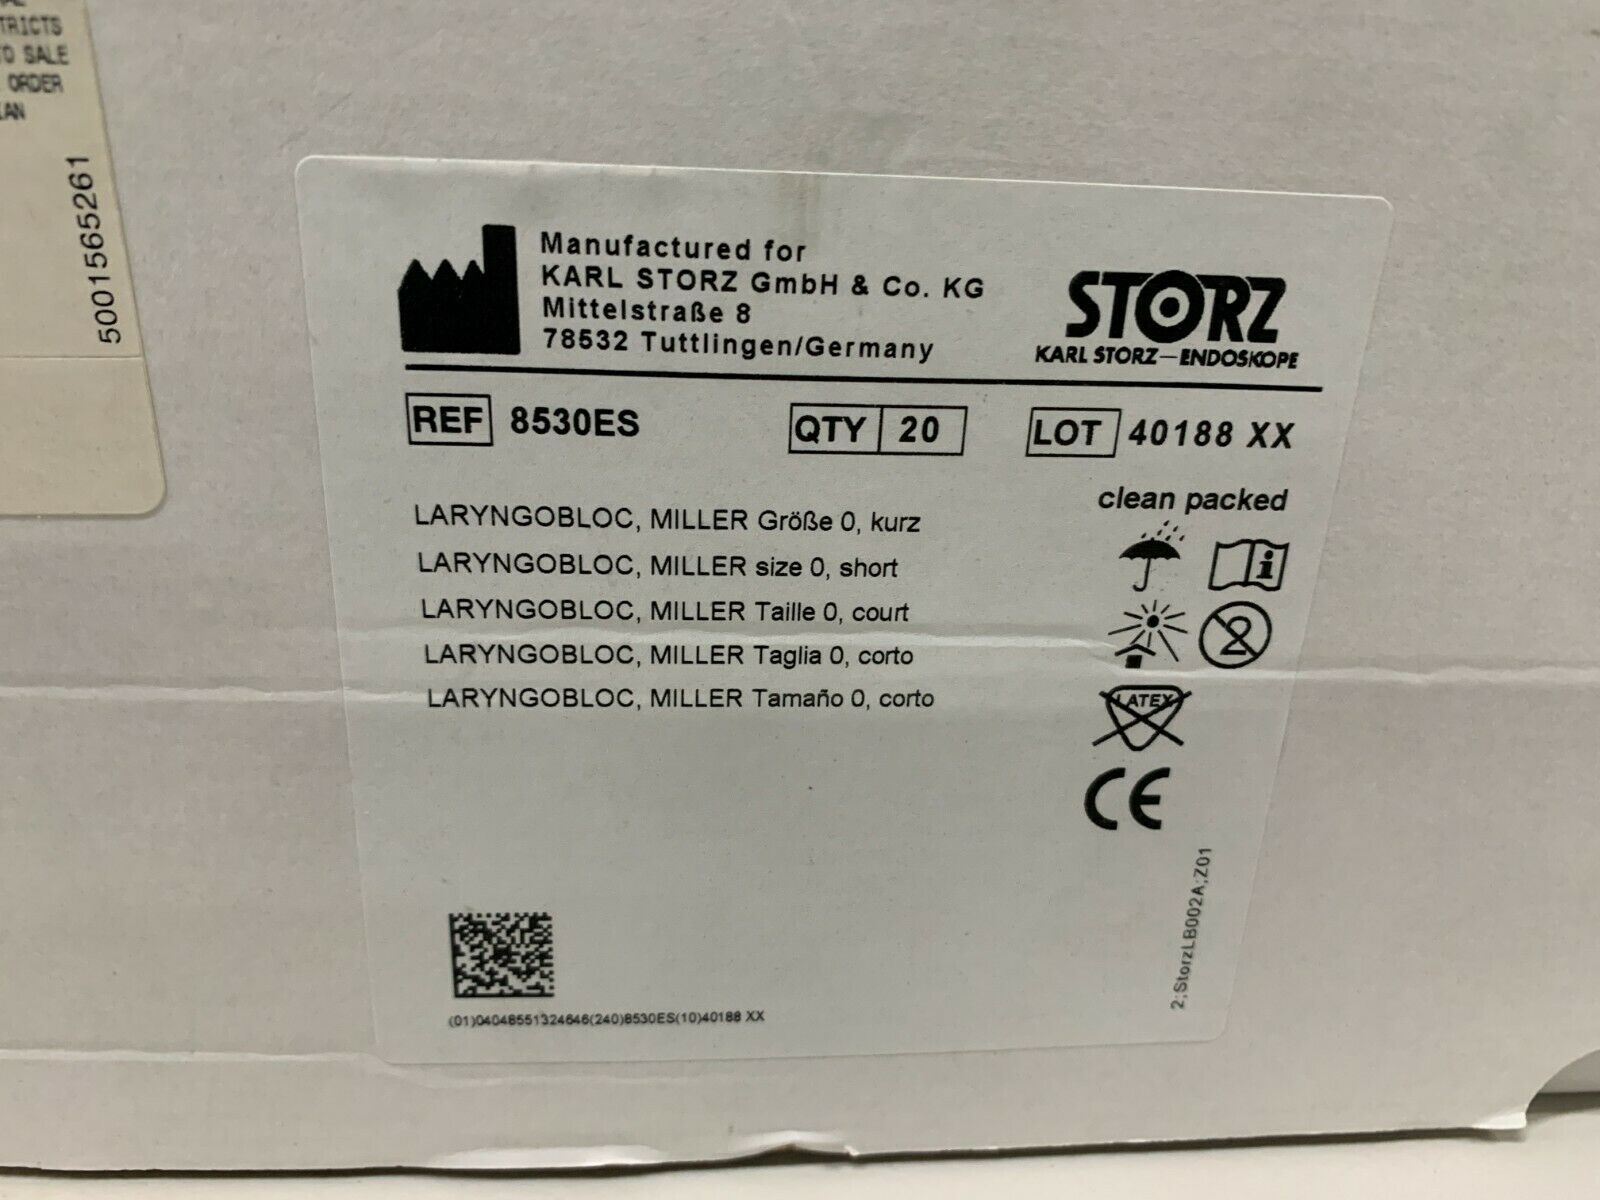 TRICTS
TO SALE
ORDER
5001565261
Manufactured for
KARL STORZ GmbH & Co. KG
Mittelstraße 8
78532 Tuttlingen/Germany
STORZ
KARL STORZ—ENDOSKOPE
REF 8530ES
QTY 20
LOT 40188 XX
clean packed
LARYNGOBLOC, MILLER Größe 0, kurz
LARYNGOBLOC, MILLER size 0, short
LARYNGOBLOC, MILLER Taille 0, court
LARYNGOBLOC, MILLER Taglia 0, corto
LARYNGOBLOC, MILLER Tamaño 0, corto
i
2
LATEX
CE
2;StorzLB002A;Z01
(01)04048551324646(240)8530ES(10)40188 XX